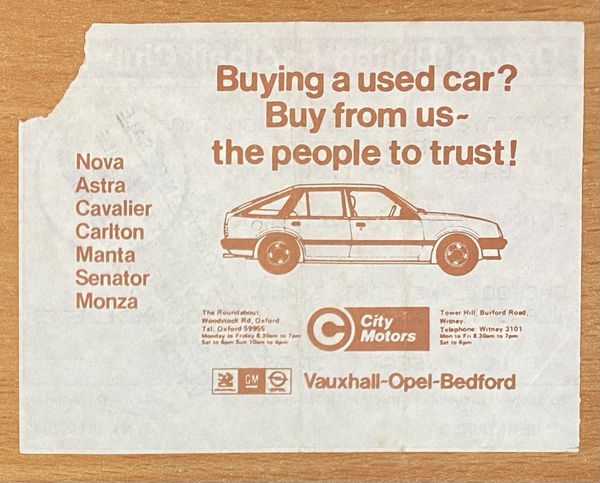 Buying a used car?
Buy from us~
the people to trust!
Nova
Astra
Cavalier
Carlton
Manta
Senator
Monza
The Roundabout,
Woodstock Rd, Oxford
Tel: Oxford 59955
Monday to Friday 8.30am to 7pm
Sat to 6pm Sun 10am to 4pm
C City
Motors
Tower Hill, Burford Road,
Witney.
Telephone: Witney 3101
Mon to Fri 8.30am to 7pm
Sat to 6pm
GM
Vauxhall~Opel~Bedford